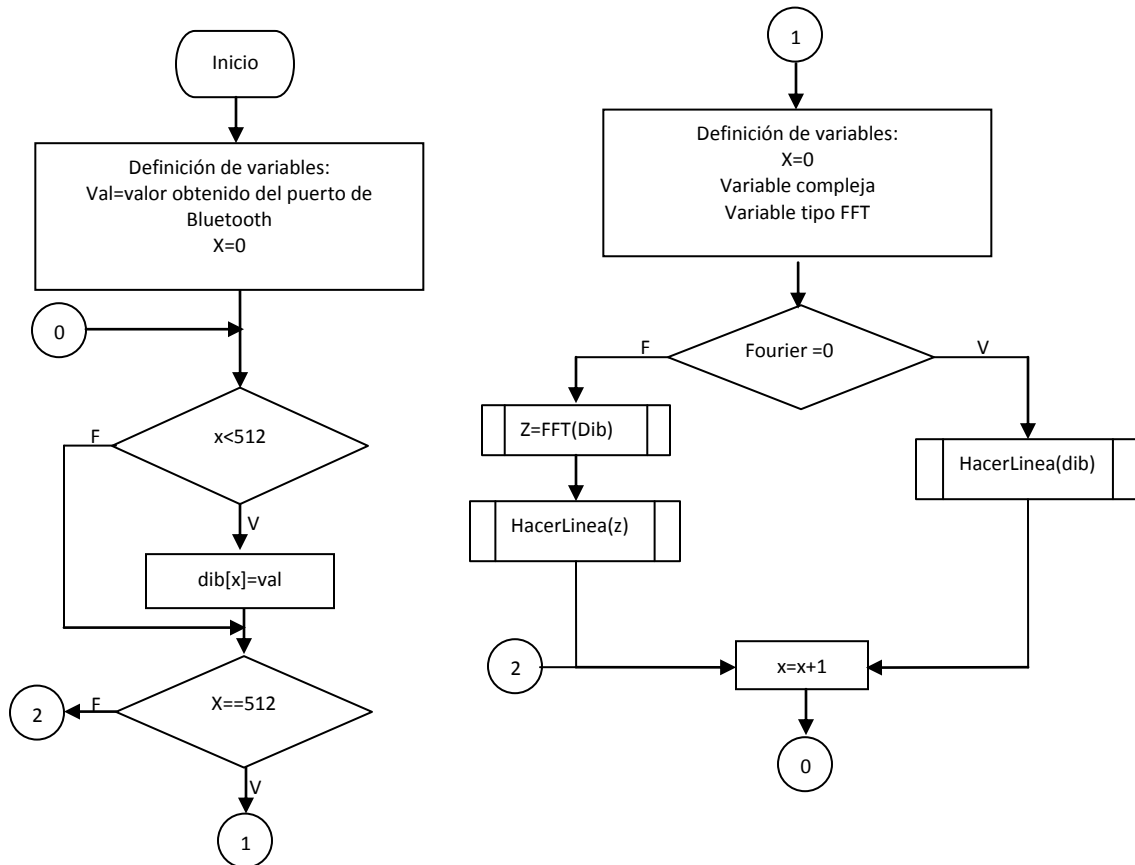 Inicio
Definición de variables:
Val=valor obtenido del puerto de
Bluetooth
X=0
0
x<512
F
V
dib[x]=val
X==512
F
2
V
1
1
Definición de variables:
X=0
Variable compleja
Variable tipo FFT
Fourier =0
F
V
Z=FFT(Dib)
HacerLinea(z)
HacerLinea(dib)
2
x=x+1
0